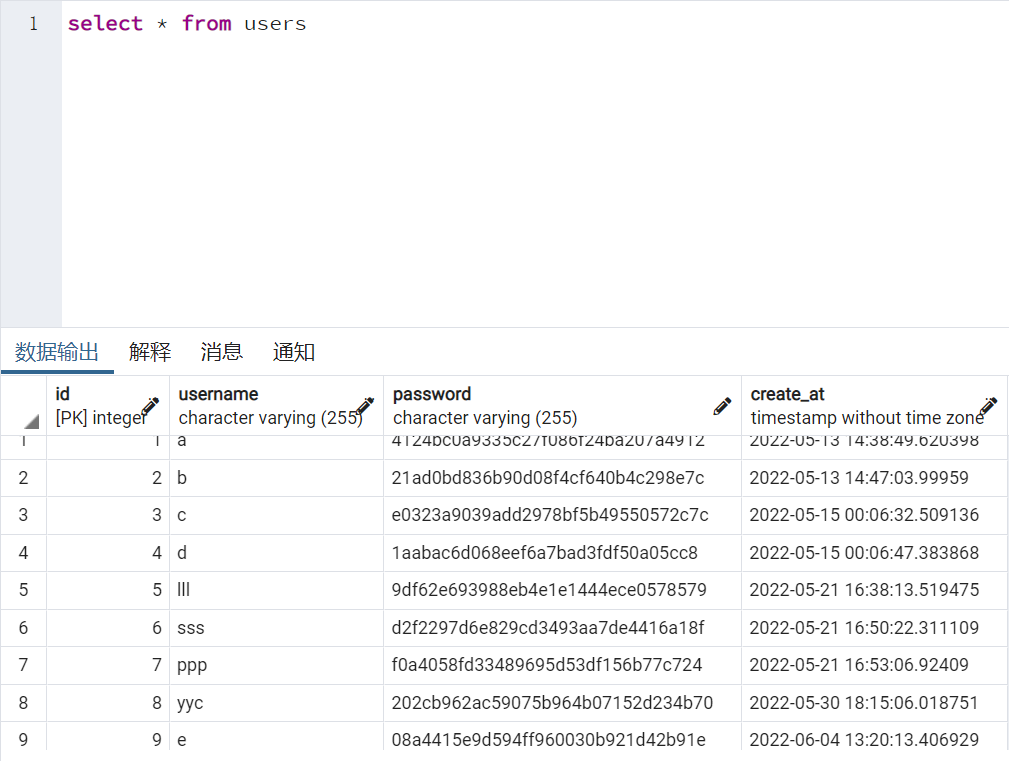 1 select * from users
数据输出 解释 消息 通知
id username password create_at
[PK] integer character varying (255) character varying (255) timestamp without time zone
1 1 a 4124bc0a9335c27f086f24ba207a4912 2022-05-13 14:38:49.620398
2 2 b 21ad0bd836b90d08f4cf640b4c298e7c 2022-05-13 14:47:03.99959
3 3 c e0323a9039add2978bf5b49550572c7c 2022-05-15 00:06:32.509136
4 4 d 1aabac6d068eef6a7bad3fdf50a05cc8 2022-05-15 00:06:47.383868
5 5 lll 9df62e693988eb4e1e1444ece0578579 2022-05-21 16:38:13.519475
6 6 sss d2f2297d6e829cd3493aa7de4416a18f 2022-05-21 16:50:22.311109
7 7 ppp f0a4058fd33489695d53df156b77c724 2022-05-21 16:53:06.92409
8 8 yyc 202cb962ac59075b964b07152d234b70 2022-05-30 18:15:06.018751
9 9 e 08a4415e9d594ff960030b921d42b91e 2022-06-04 13:20:13.406929